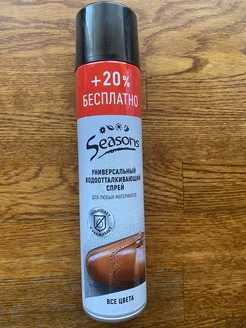 +20%
БЕСПЛАТНО
Seasons
УНИВЕРСАЛЬНЫЙ
ВОДООТТАЛКИВАЮЩИЙ
СПРЕЙ
ДЛЯ ЛЮБЫХ МАТЕРИАЛОВ
ВСЕ ЦВЕТА